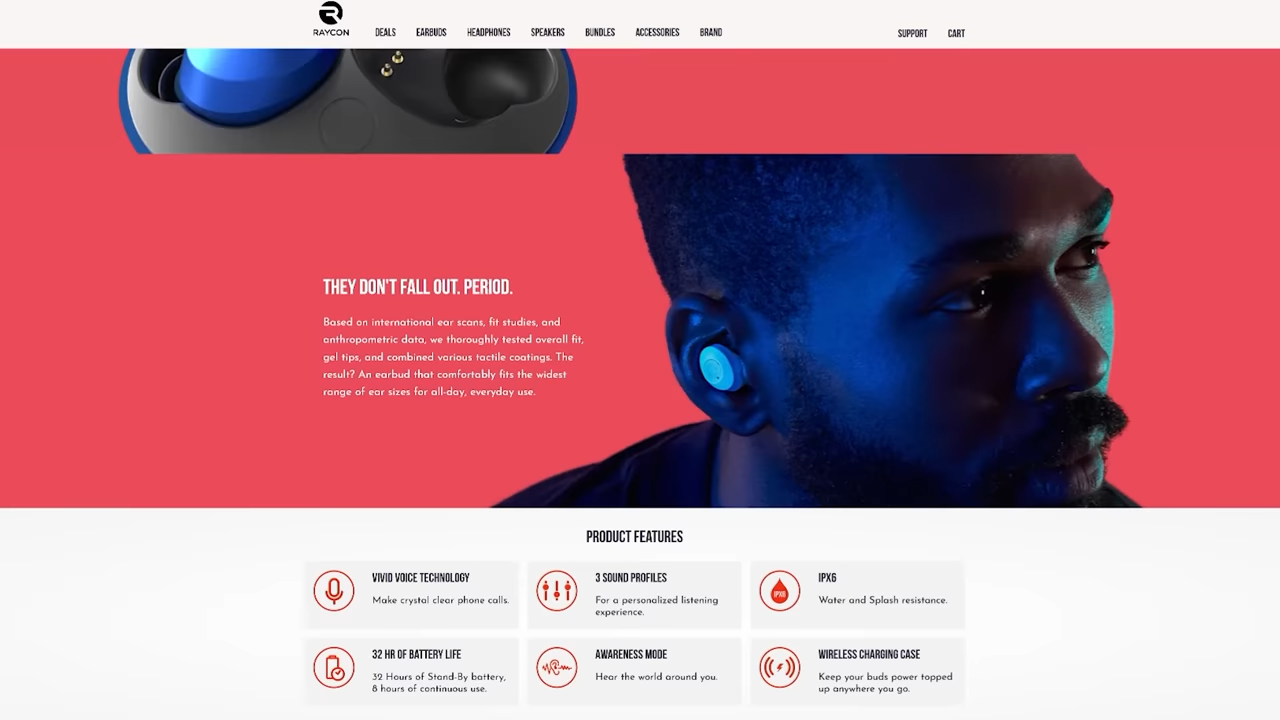 RAYCON
DEALS EARBUDS HEADPHONES SPEAKERS BUNDLES ACCESSORIES BRAND SUPPORT CART
THEY DON'T FALL OUT. PERIOD.
Based on international ear scans, fit studies, and
anthropometric data, we thoroughly tested overall fit,
gel tips, and combined various tactile coatings. The
result? An earbud that comfortably fits the widest
range of ear sizes for all-day, everyday use.
PRODUCT FEATURES
VIVID VOICE TECHNOLOGY
Make crystal clear phone calls.
3 SOUND PROFILES
For a personalized listening
experience.
IPX6
IPX6
Water and Splash resistance.
32 HR OF BATTERY LIFE
32 Hours of Stand-By battery,
8 hours of continuous use.
AWARENESS MODE
Hear the world around you.
WIRELESS CHARGING CASE
Keep your buds power topped
up anywhere you go.